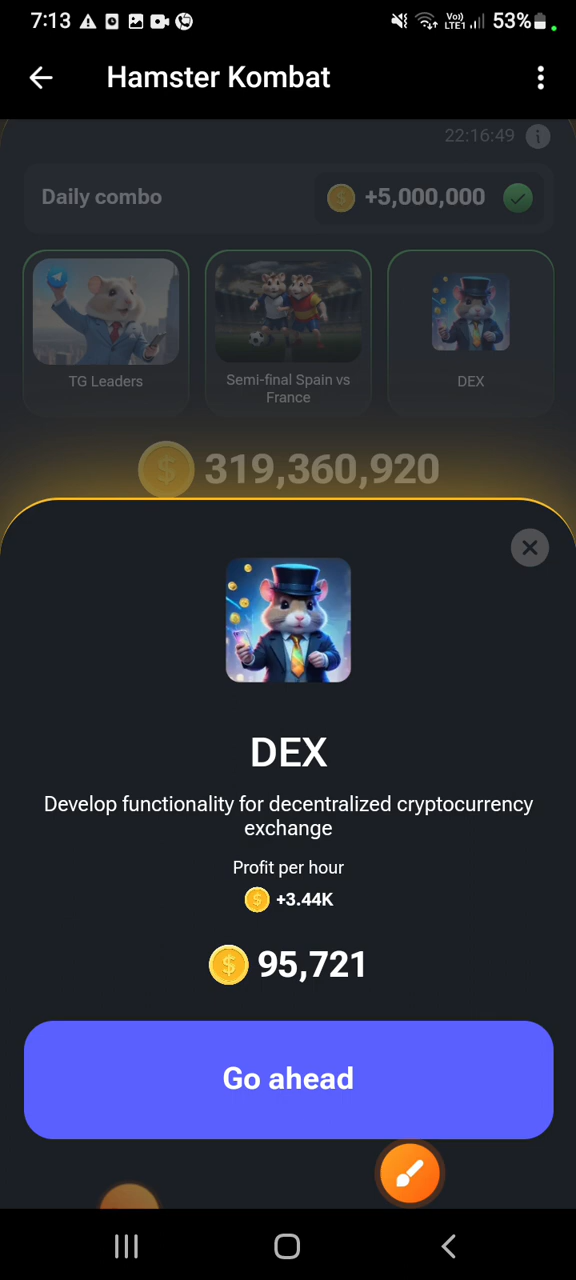 7:13
Vo))
LTE1
53%
Hamster Kombat
22:16:49
Daily combo
+5,000,000
TG Leaders
Semi-final Spain vs
France
DEX
319,360,920
DEX
Develop functionality for decentralized cryptocurrency
exchange
Profit per hour
+3.44K
95,721
Go ahead